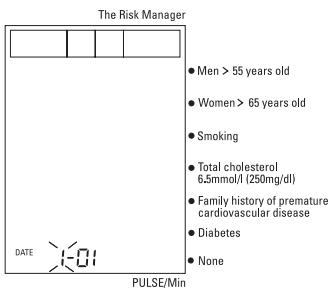 The Risk Manager
● Men > 55 years old
● Women > 65 years old
● Smoking
● Total cholesterol
6.5mmol/l (250mg/dl)
● Family history of premature
cardiovascular disease
● Diabetes
DATE 1-01
● None
PULSE/Min